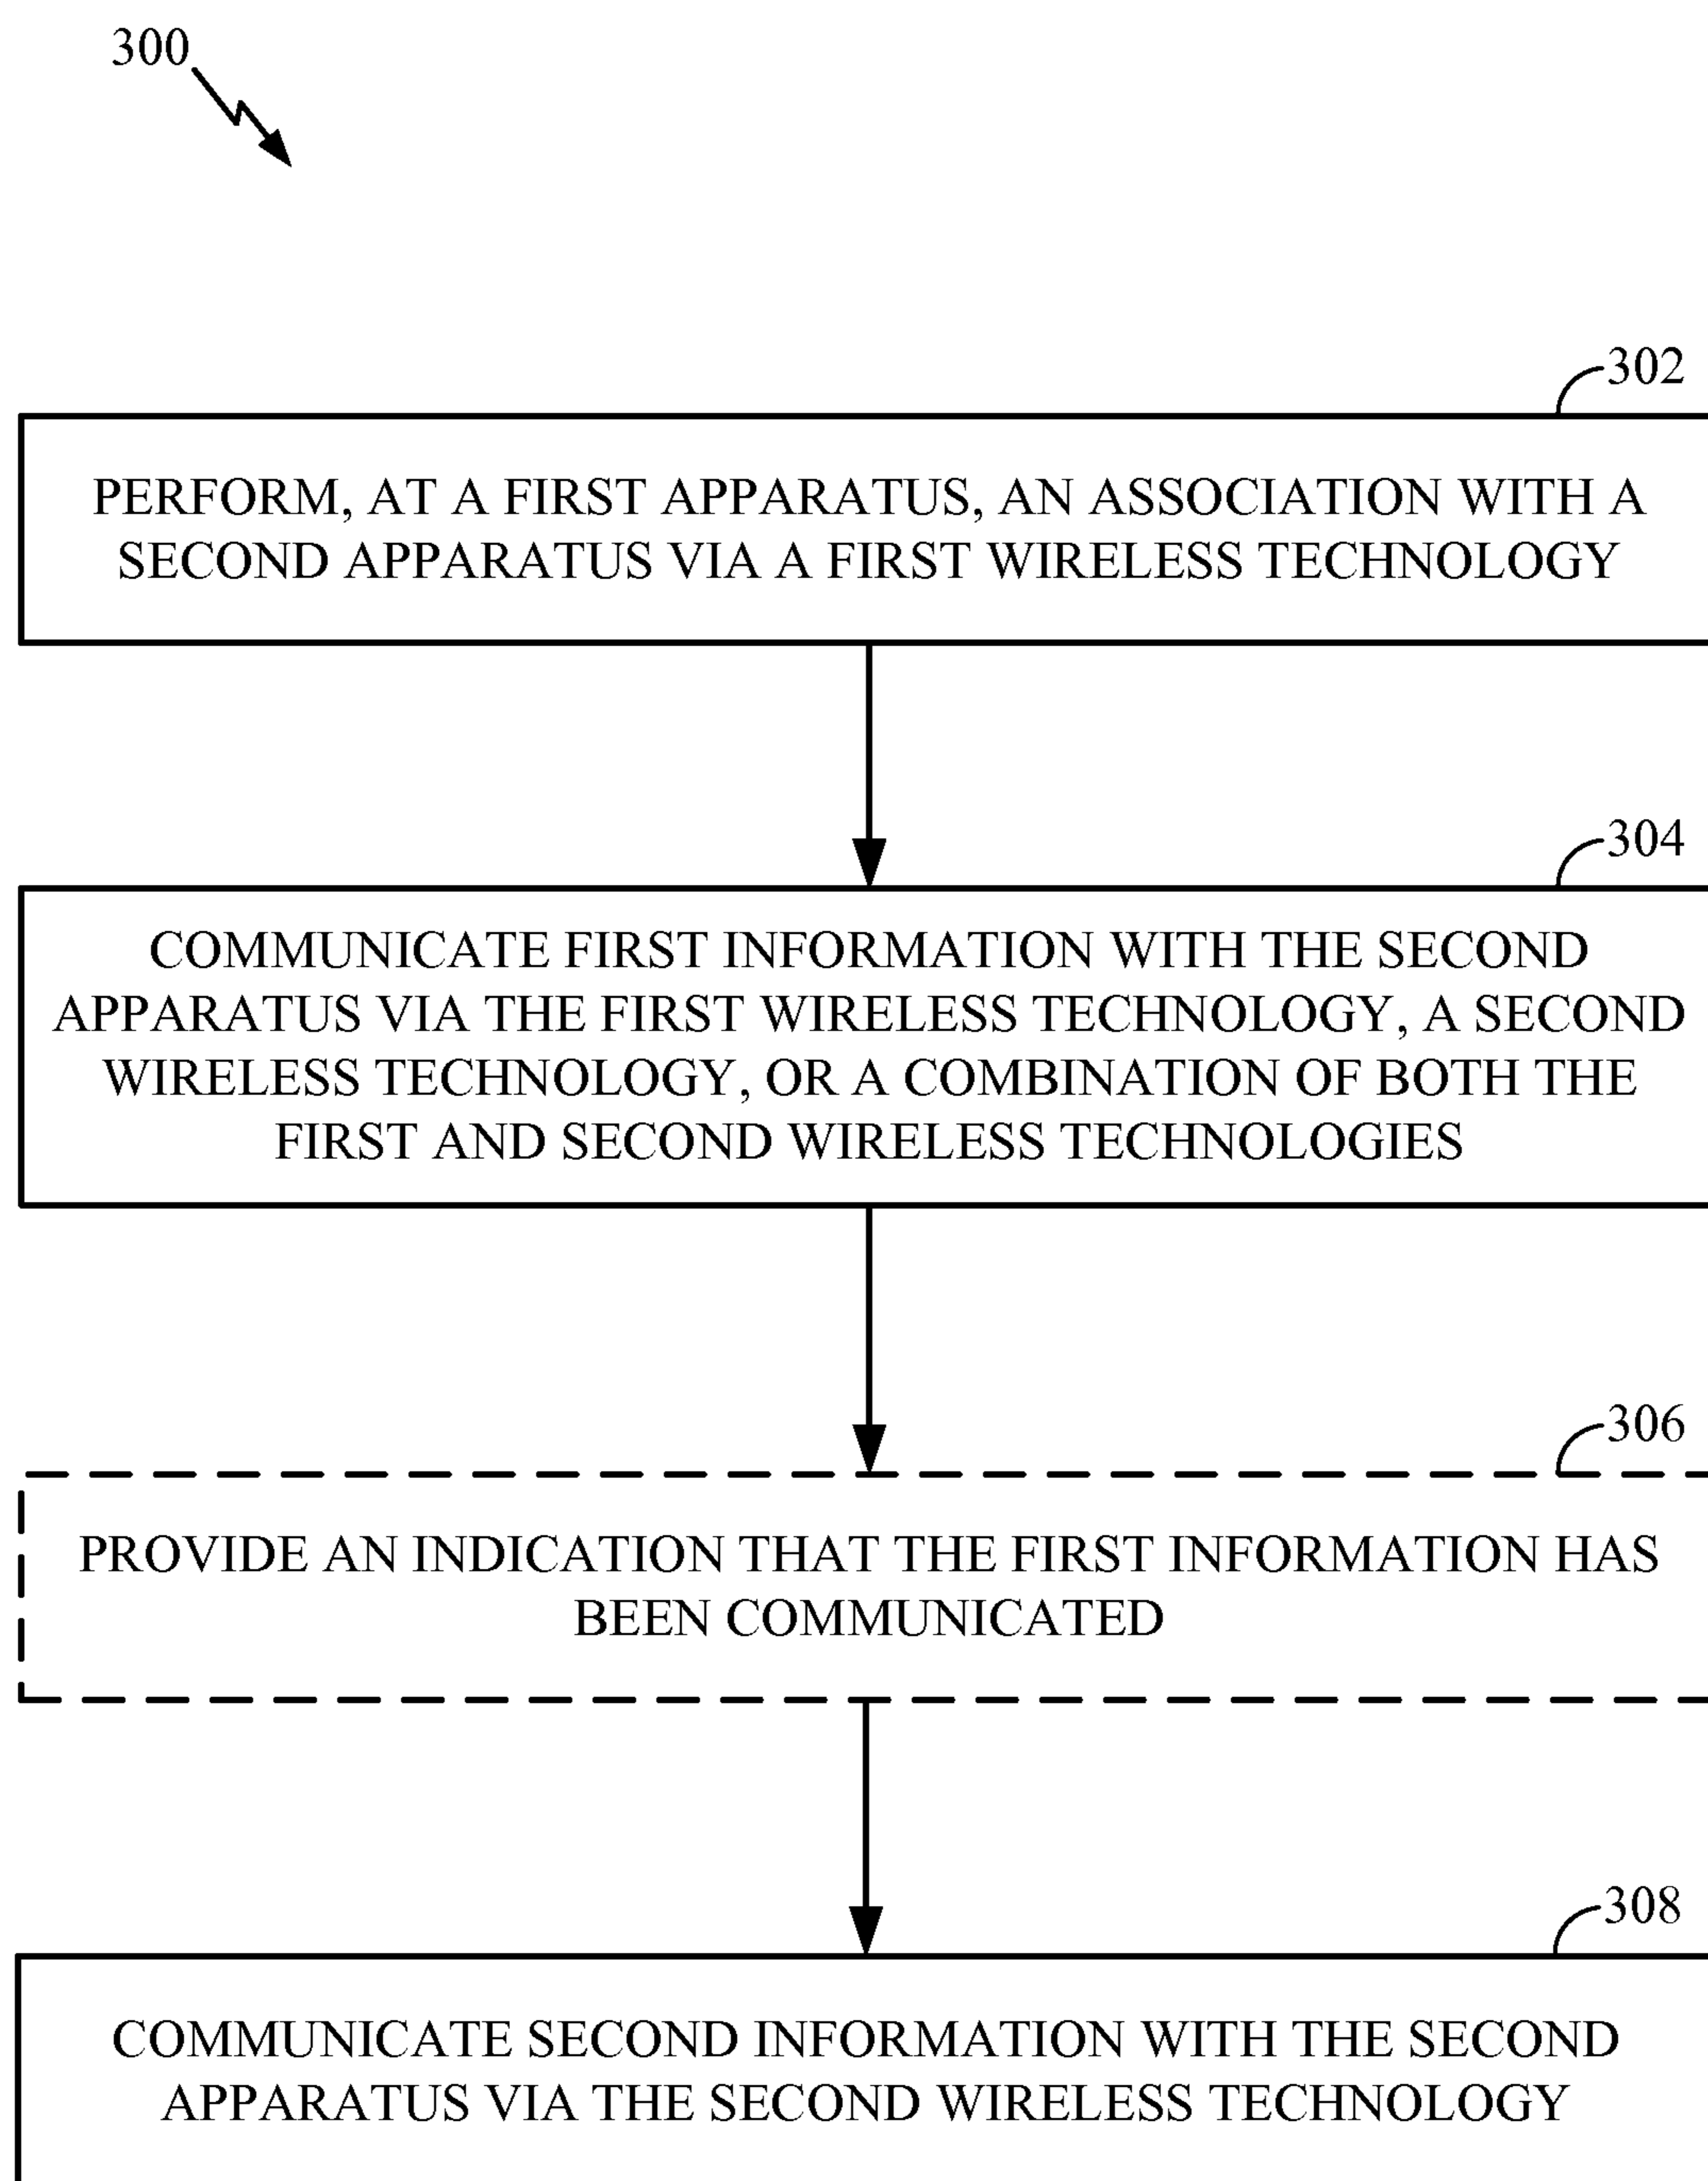 300
302
PERFORM, AT A FIRST APPARATUS, AN ASSOCIATION WITH A
SECOND APPARATUS VIA A FIRST WIRELESS TECHNOLOGY
304
COMMUNICATE FIRST INFORMATION WITH THE SECOND
APPARATUS VIA THE FIRST WIRELESS TECHNOLOGY, A SECOND
WIRELESS TECHNOLOGY, OR A COMBINATION OF BOTH THE
FIRST AND SECOND WIRELESS TECHNOLOGIES
306
PROVIDE AN INDICATION THAT THE FIRST INFORMATION HAS
BEEN COMMUNICATED
308
COMMUNICATE SECOND INFORMATION WITH THE SECOND
APPARATUS VIA THE SECOND WIRELESS TECHNOLOGY